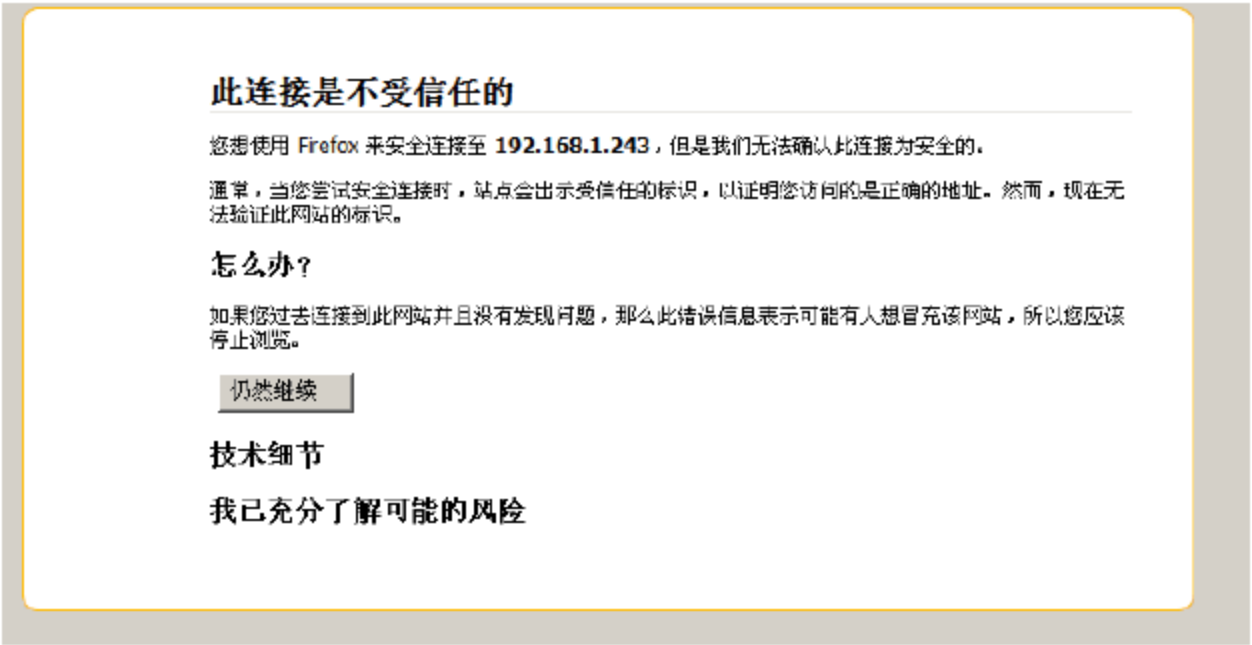 此连接是不受信任的
您想使用 Firefox 来安全连接至 192.168.1.243，但是我们无法确认此连接为安全的。
通常，当您尝试安全连接时，站点会出示受信任的标识，以证明您访问的是正确的地址。然而，现在无
法验证此网站的标识。
怎么办?
如果您过去连接到此网站并且没有发现问题，那么此错误信息表示可能有人想冒充该网站，所以您应该
停止浏览。
仍然继续
技术细节
我已充分了解可能的风险